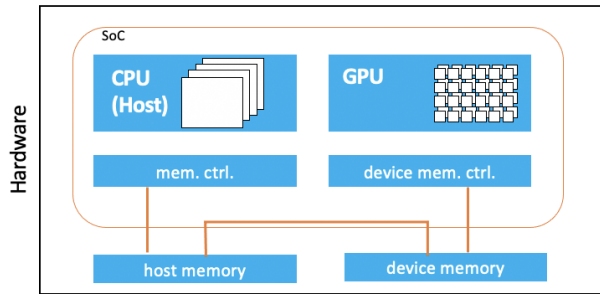 SoC
CPU
(Host)
GPU
mem. ctrl.
device mem. ctrl.
host memory
device memory
Hardware